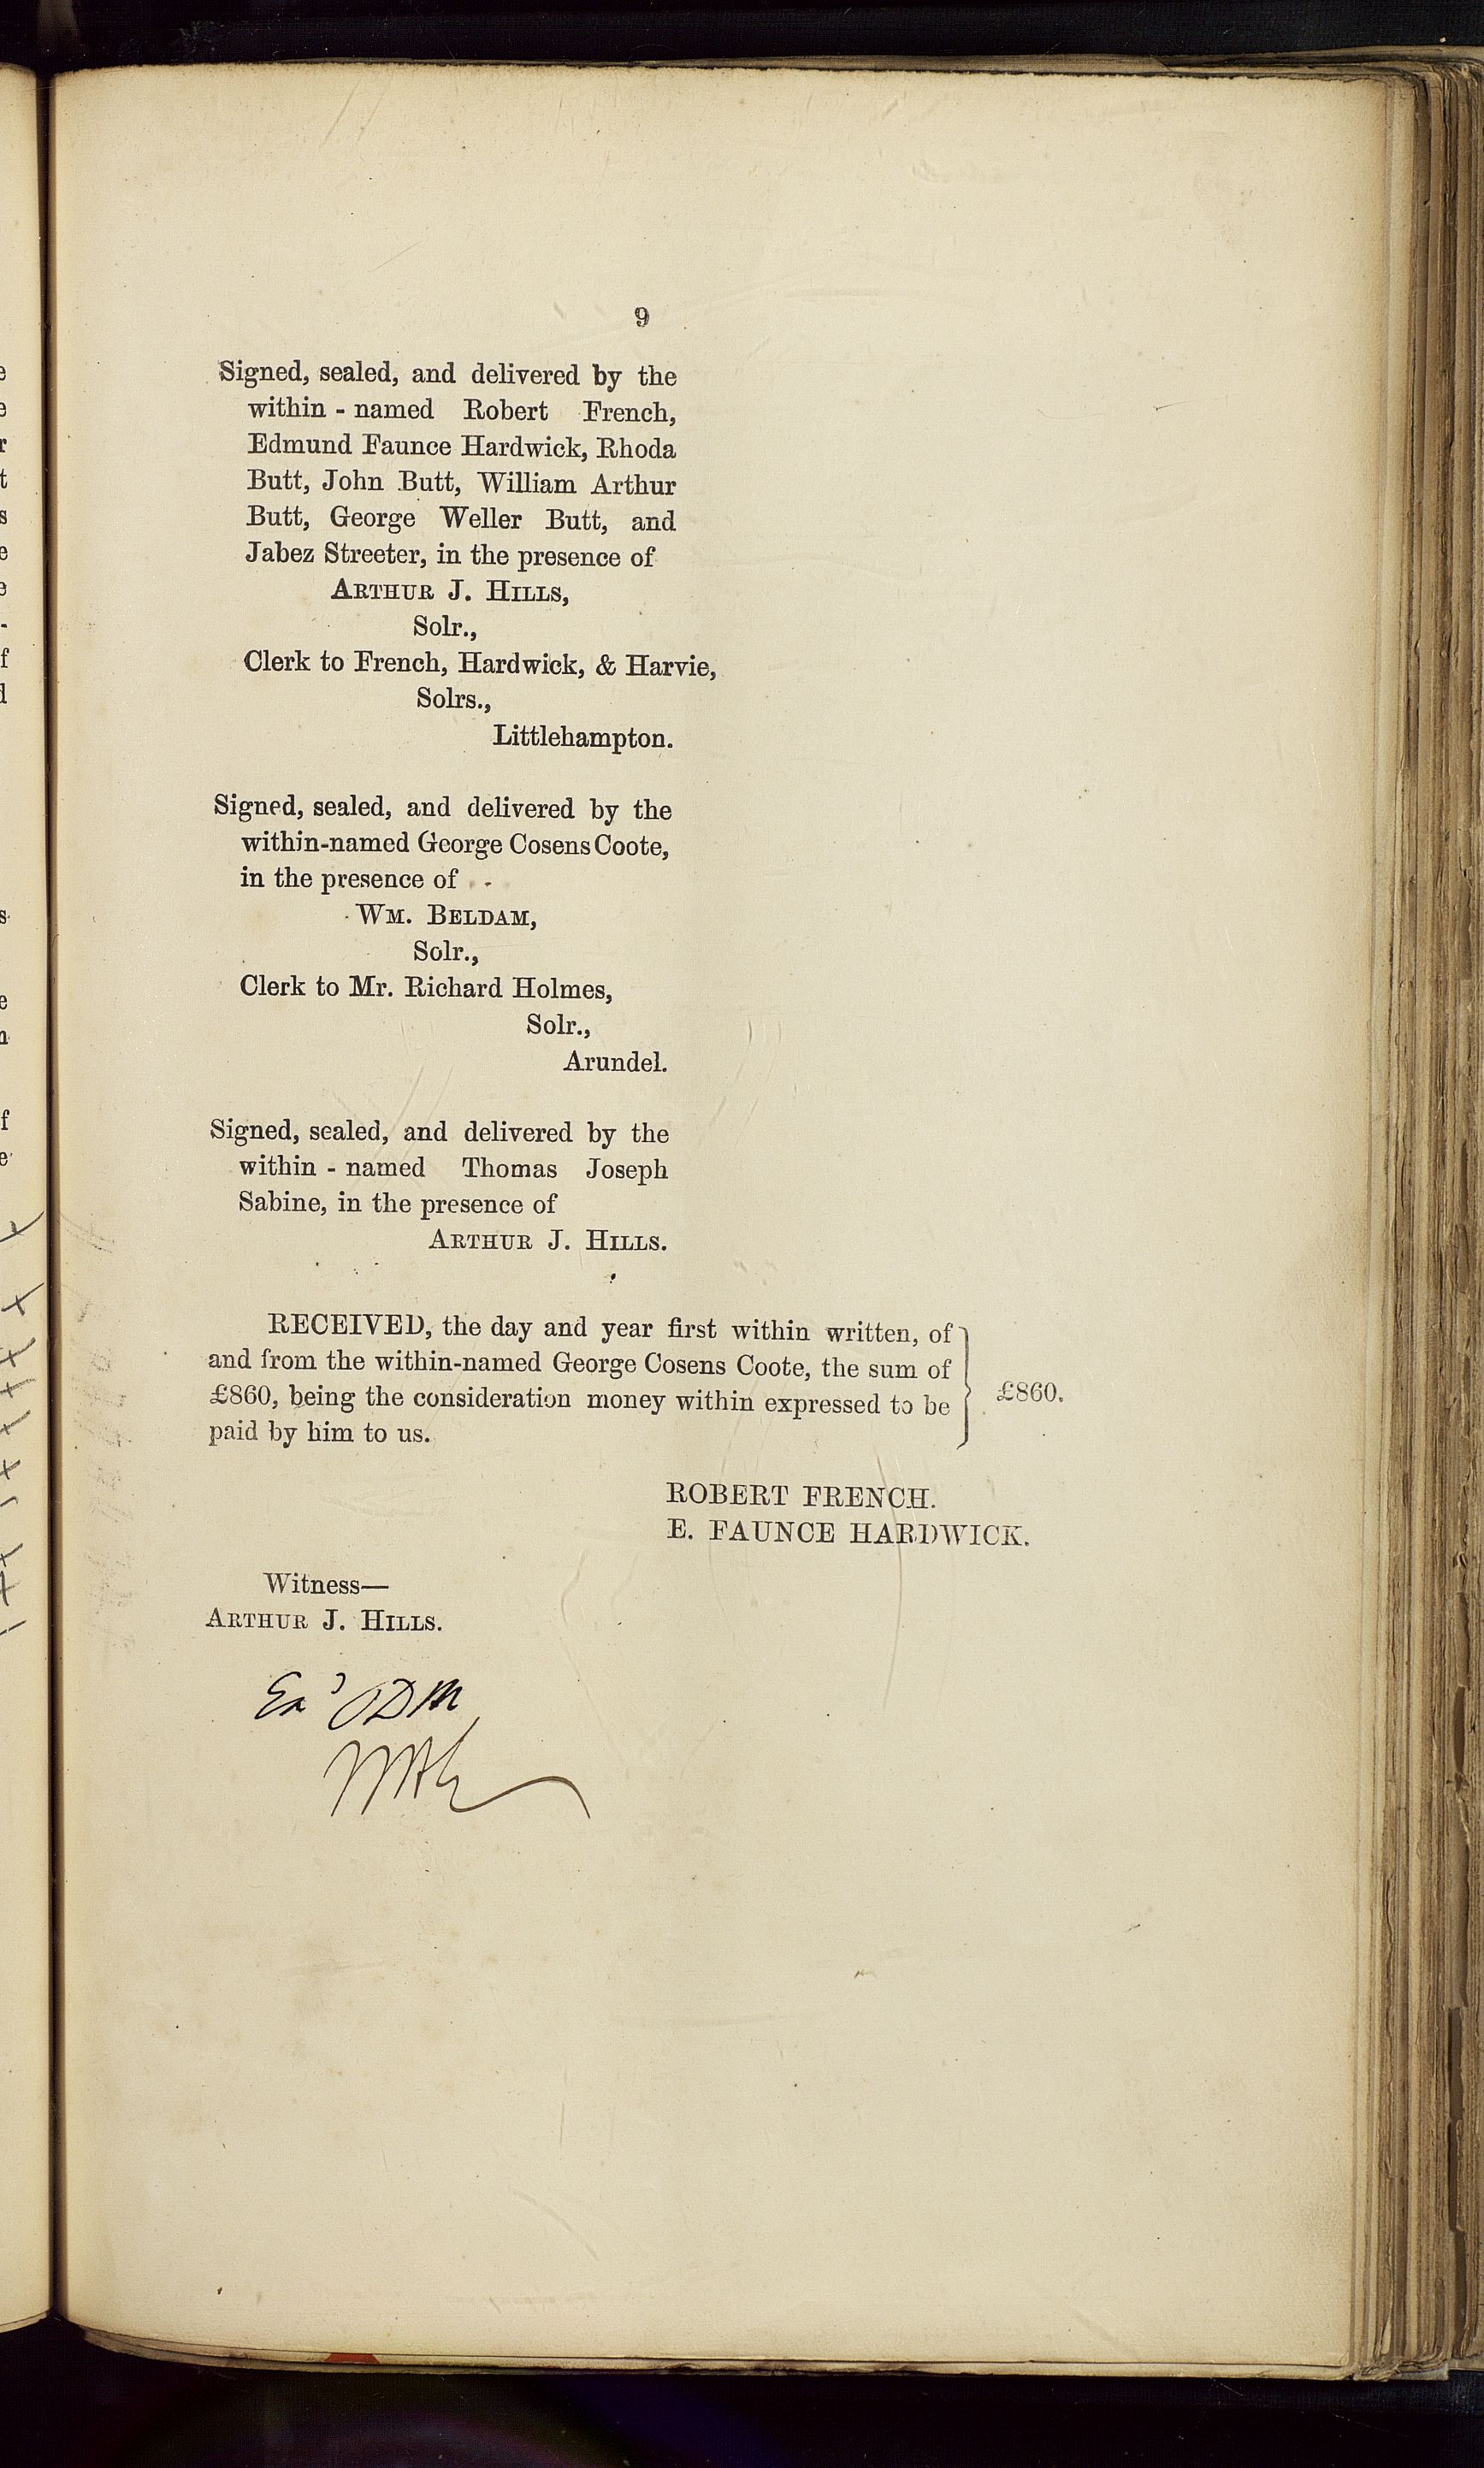 9
Signed, sealed, and delivered by the
within - named Robert French,
Edmund Faunce Hardwick, Rhoda
Butt, John Butt, William Arthur
Butt, George Weller Butt, and
Jabez Streeter, in the presence of
ARTHUR J. HILLS,
Solr.,
Clerk to French, Hardwick, & Harvie,
Solrs.,
Littlehampton.
Signed, sealed, and delivered by the
within-named George Cosens Coote,
in the presence of
WM. BELDAM,
Solr.,
Clerk to Mr. Richard Holmes,
Solr.,
Arundel.
Signed, sealed, and delivered by the
within - named Thomas Joseph
Sabine, in the presence of
ARTHUR J. HILLS.
RECEIVED, the day and year first within written, of
and from the within-named George Cosens Coote, the sum of
£860, being the consideration money within expressed to be
paid by him to us.
£860.
ROBERT FRENCH.
E. FAUNCE HARDWICK.
Witness—
ARTHUR J. HILLS.